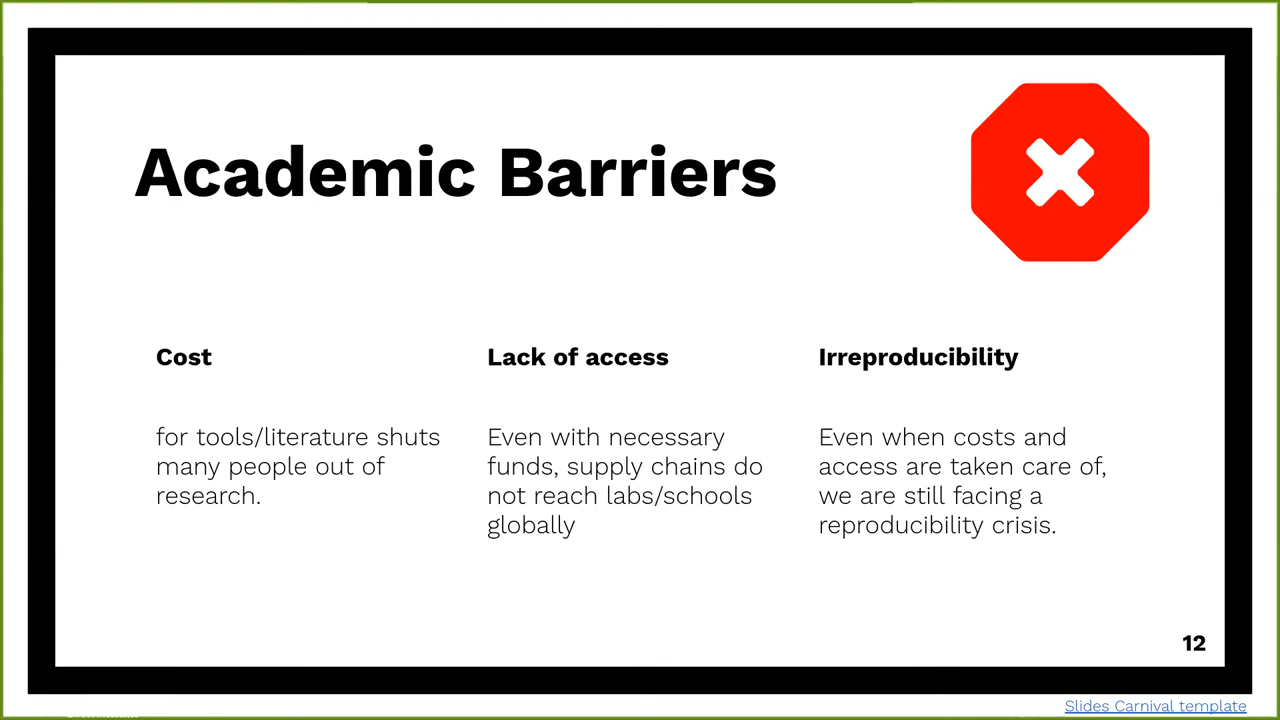 Academic Barriers
Cost
for tools/literature shuts
many people out of
research.
Lack of access
Even with necessary
funds, supply chains do
not reach labs/schools
globally
Irreproducibility
Even when costs and
access are taken care of,
we are still facing a
reproducibility crisis.
12
Slides Carnival template